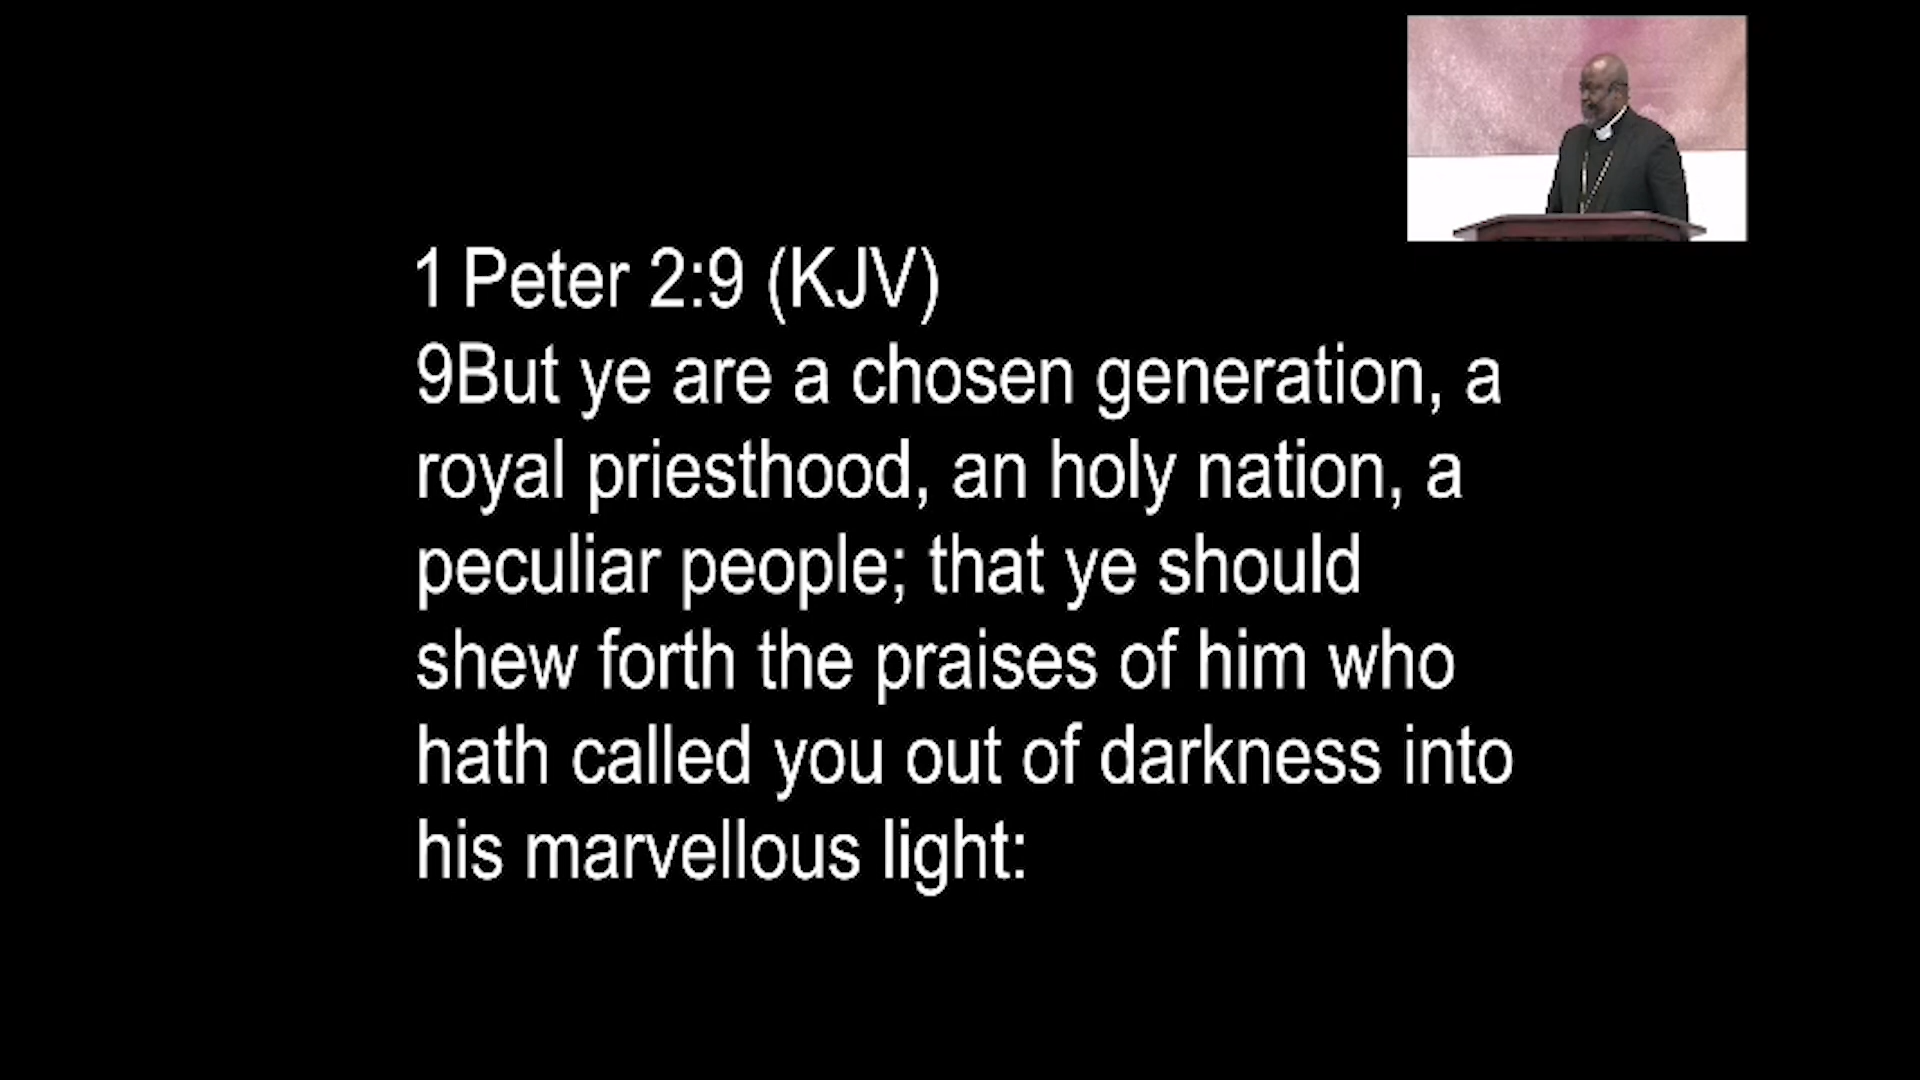 1 Peter 2:9 (KJV)
9But ye are a chosen generation, a
royal priesthood, an holy nation, a
peculiar people; that ye should
shew forth the praises of him who
hath called you out of darkness into
his marvellous light: